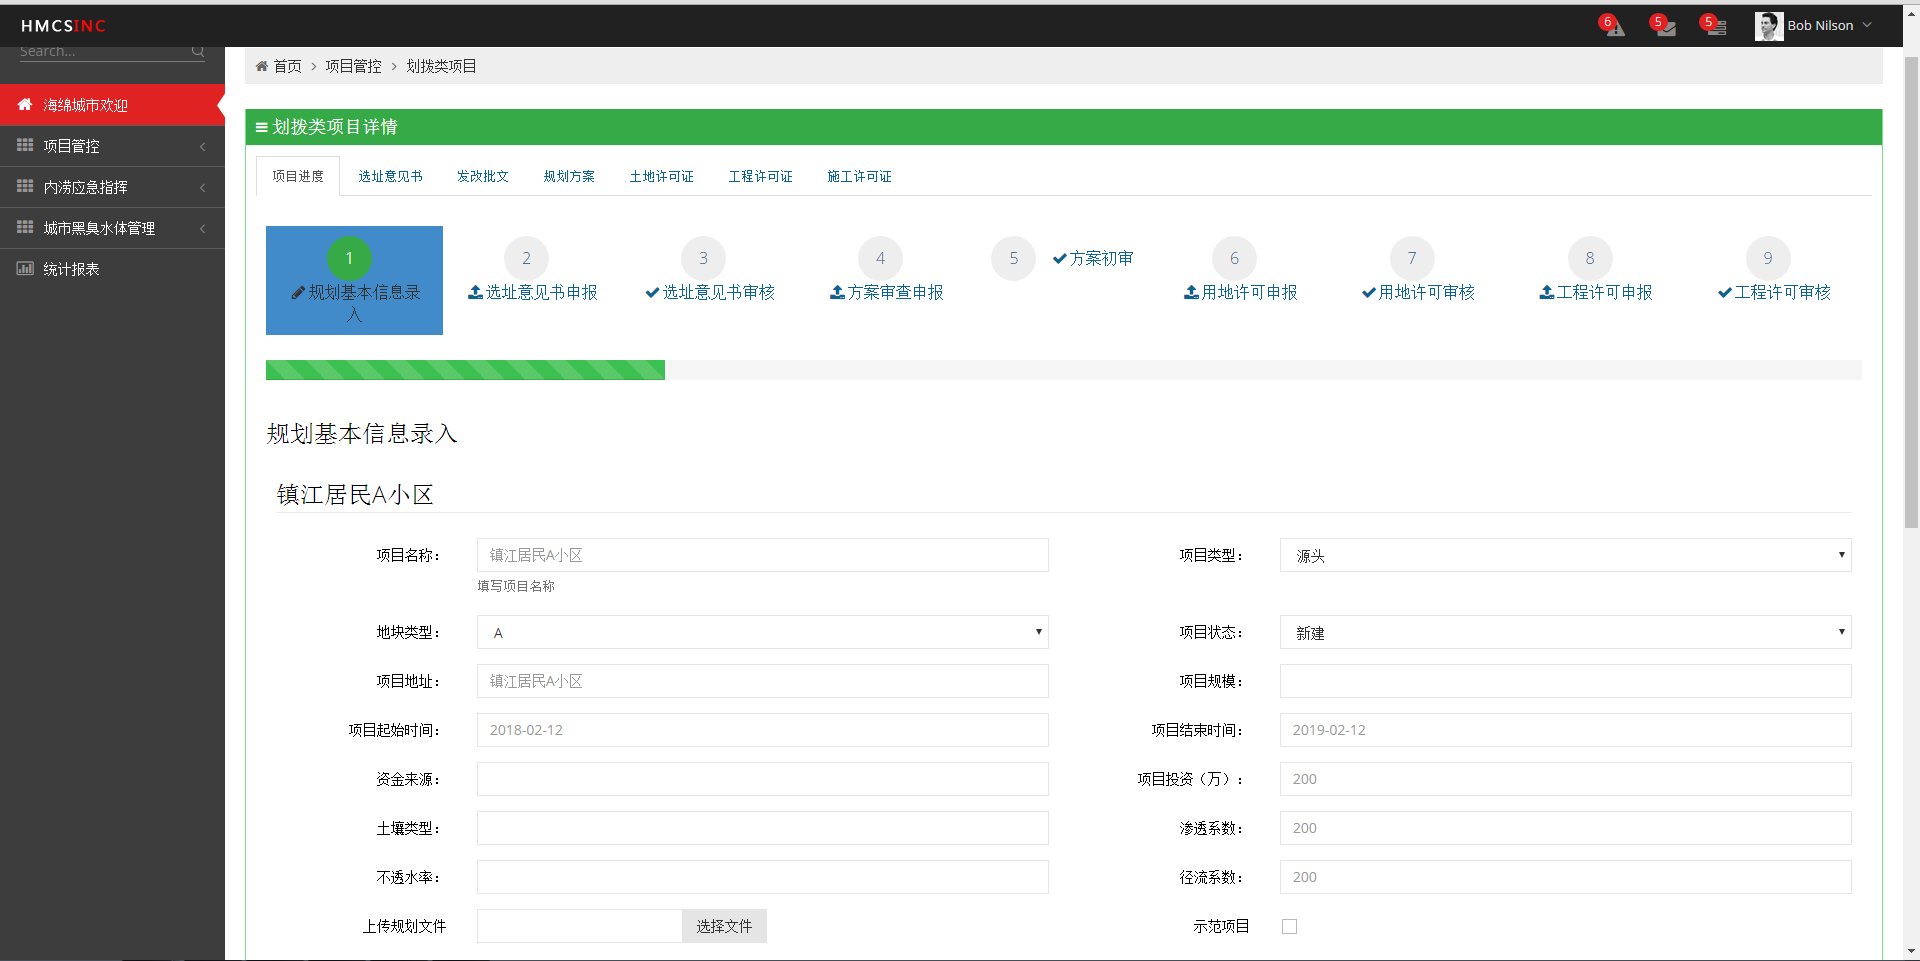 HMCSINC
6
5
5
Bob Nilson
Search...
首页 > 项目管控 > 划拨类项目
海绵城市欢迎
项目管控
内涝应急指挥
城市黑臭水体管理
统计报表
划拨类项目详情
项目进度 选址意见书 发改批文 规划方案 土地许可证 工程许可证 施工许可证
1
规划基本信息录
入
2
选址意见书申报
3
选址意见书审核
4
方案审查申报
5 方案初审
6
用地许可申报
7
用地许可审核
8
工程许可申报
9
工程许可审核
规划基本信息录入
镇江居民A小区
项目名称： 镇江居民A小区 项目类型： 源头
填写项目名称
地块类型： A 项目状态： 新建
项目地址： 镇江居民A小区 项目规模：
项目起始时间： 2018-02-12 项目结束时间： 2019-02-12
资金来源： 项目投资（万）： 200
土壤类型： 渗透系数： 200
不透水率： 径流系数： 200
上传规划文件 选择文件 示范项目